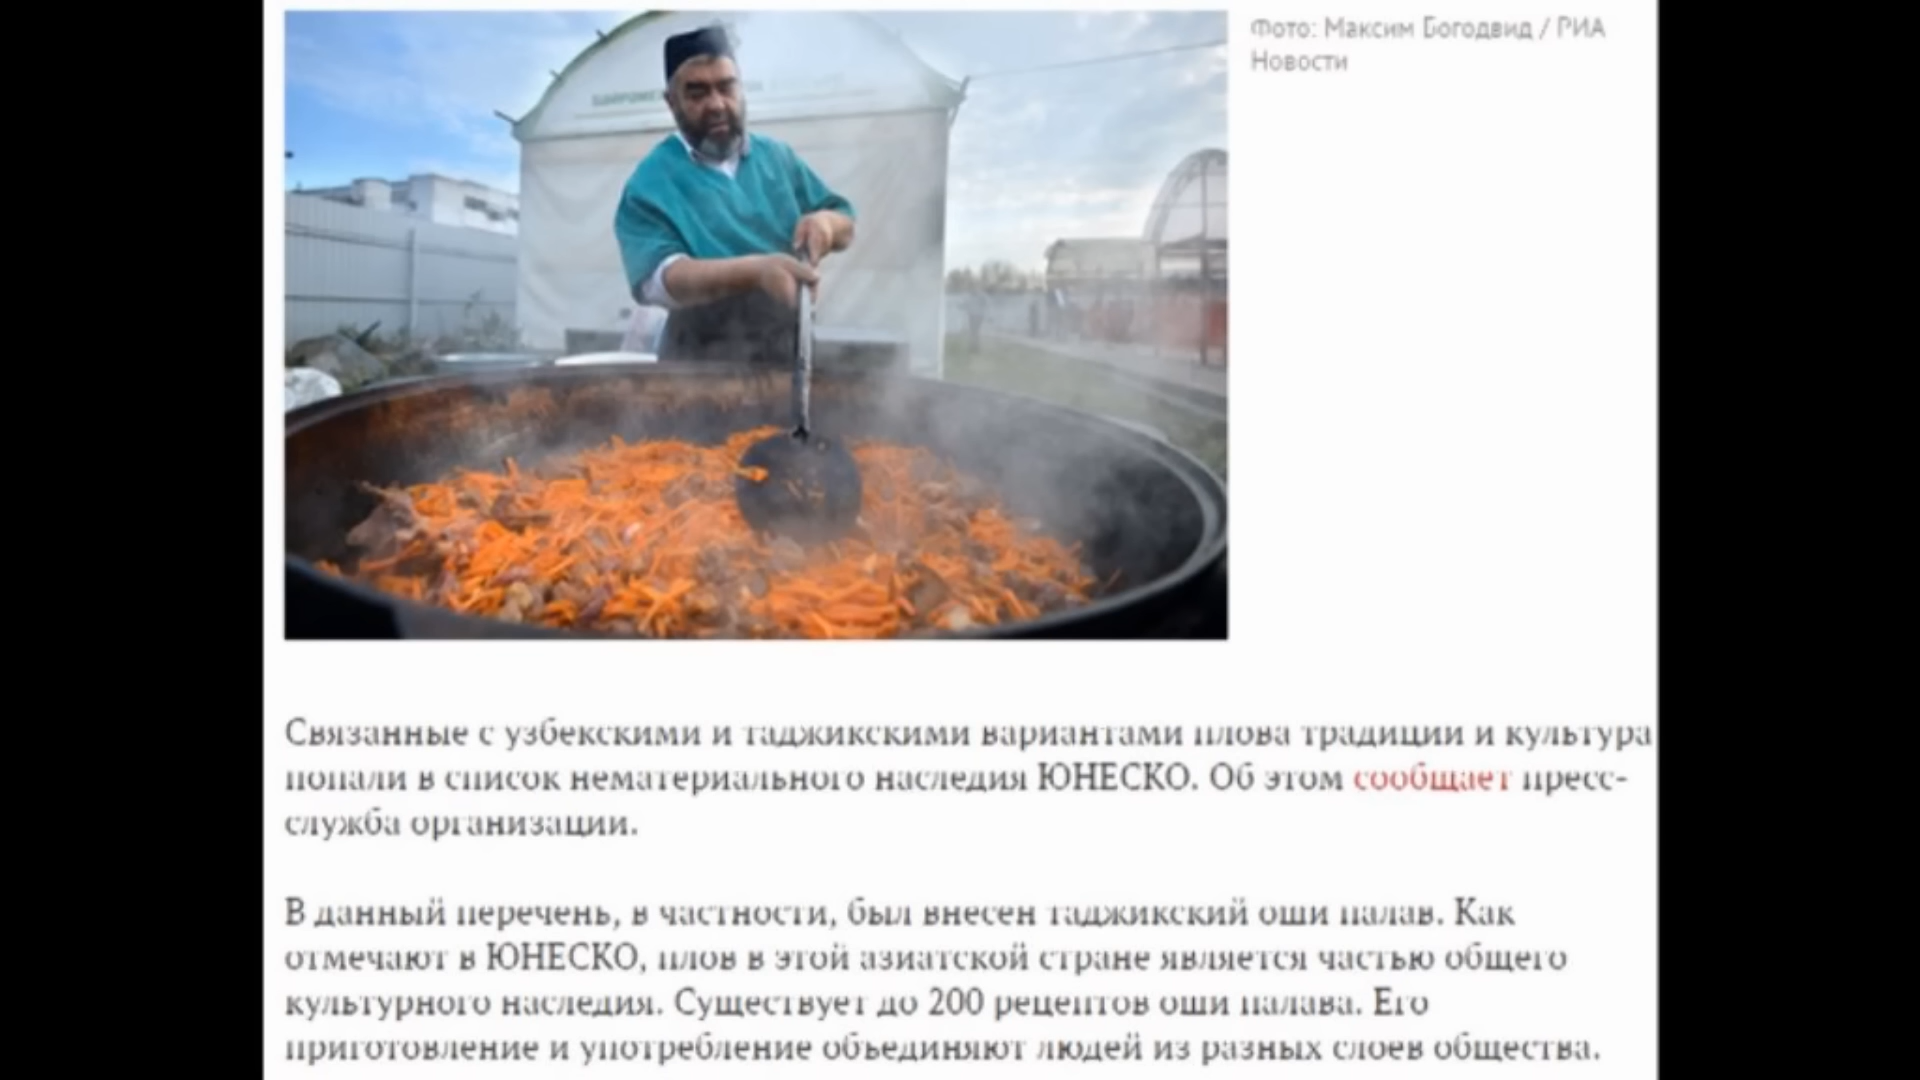 Фото: Максим Богодвид / РИА
Новости
Связанные с узбекскими и таджикскими вариантами плова традиции и культура
попали в список нематериального наследия ЮНЕСКО. Об этом сообщает пресс-
служба организации.
В данный перечень, в частности, был внесен таджикский оши палав. Как
отмечают в ЮНЕСКО, плов в этой азиатской стране является частью общего
культурного наследия. Существует до 200 рецептов оши палава. Его
приготовление и употребление объединяют людей из разных слоев общества.